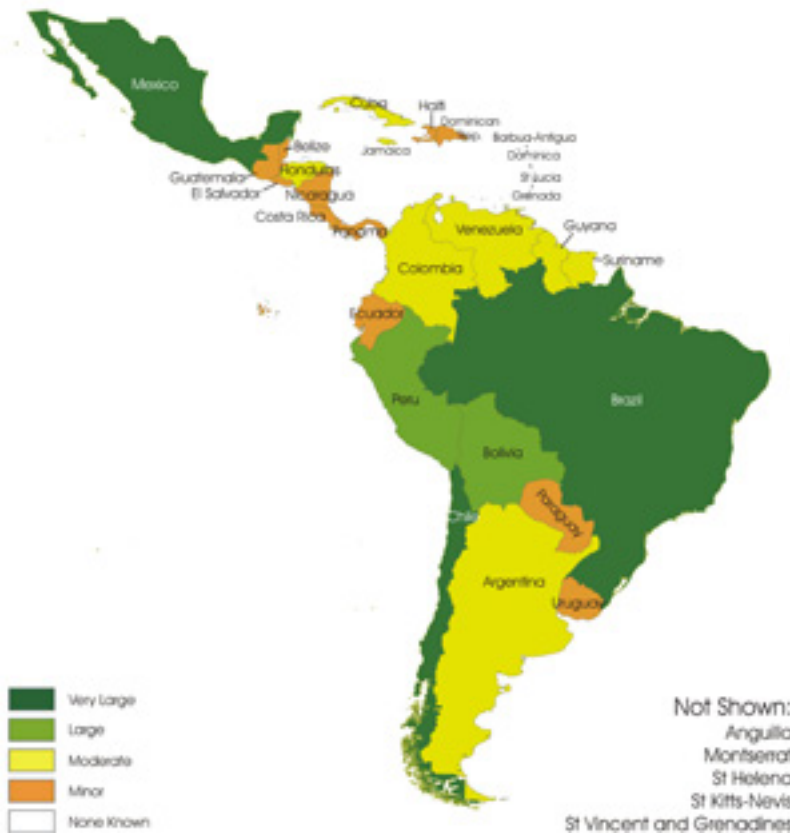 Mexico
Cuba
Haiti
Dominican
Rep.
Barbua-Antigua
Jamaica
Dominica
Belize
Honduras
Guatemala
St Lucia
El Salvador
Nicaragua
Grenada
Costa Rica
Panama
Venezuela
Guyana
Colombia
Suriname
Ecuador
Peru
Brazil
Bolivia
Paraguay
Chile
Argentina
Uruguay
Very Large
Large
Moderate
Minor
None Known
Not Shown:
Anguilla
Montserrat
St Helena
St Kitts-Nevis
St Vincent and Grenadines